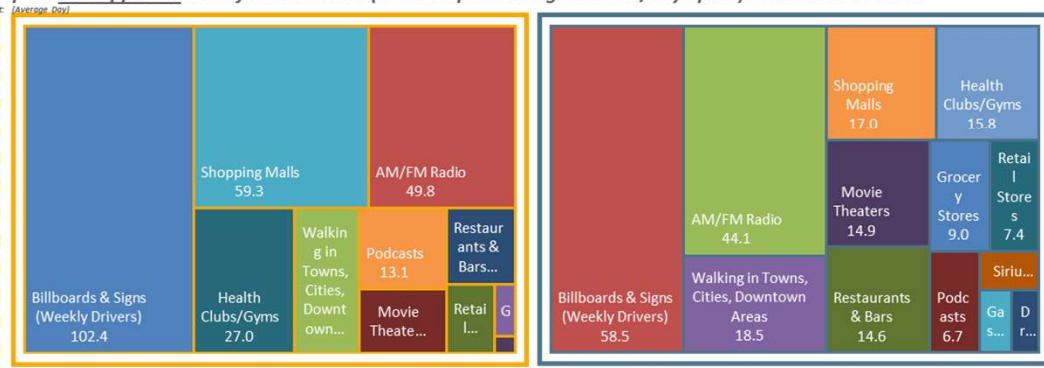 (Average Day)
Shopping Malls
59.3
AM/FM Radio
49.8
Billboards & Signs
(Weekly Drivers)
102.4
Health
Clubs/Gyms
27.0
Walkin
g in
Towns,
Cities,
Downt
own...
Podcasts
13.1
Restaur
ants &
Bars...
Movie
Theate...
Retai
l...
G
Billboards & Signs
(Weekly Drivers)
58.5
AM/FM Radio
44.1
Walking in Towns,
Cities, Downtown
Areas
18.5
Shopping
Malls
17.0
Health
Clubs/Gyms
15.8
Movie
Theaters
14.9
Grocer
y
Stores
9.0
Retai
l
Store
s
7.4
Restaurants
& Bars
14.6
Podc
asts
6.7
Siriu...
Ga
s...
D
r...